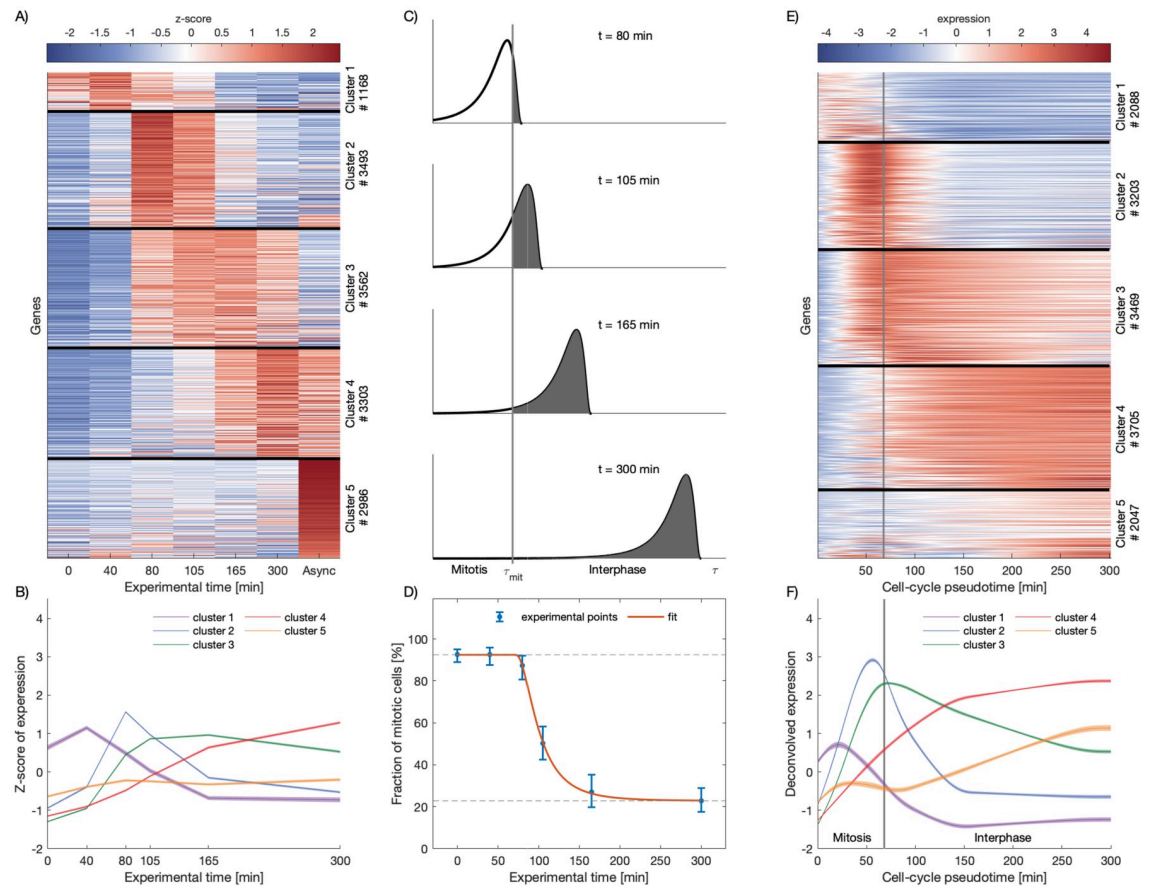 A)
z-score
-2 -1 -0.5 0 0.5 1 2
Genes
Cluster 1
# 1168
Cluster 2
# 3493
Cluster 3
# 3562
Cluster 4
# 3303
Cluster 5
# 2986
0 40 80 105 165 300 Async
Experimental time [min]
B)
cluster 1
cluster 2
cluster 3
cluster 4
cluster 5
Z-score of expression
4
3
2
1
0
-1
-2
0 40 80 105 165 300
Experimental time [min]
C)
t = 80 min
t = 105 min
t = 165 min
t = 300 min
Mitotis τmit Interphase τ
D)
experimental points
fit
Fraction of mitotic cells [%]
100
80
60
40
20
0
0 50 100 150 200 250 300
Experimental time [min]
E)
expression
-4 -3 -2 -1 0 1 2 4
Genes
Cluster 1
# 2088
Cluster 2
# 3203
Cluster 3
# 3469
Cluster 4
# 3705
Cluster 5
# 2047
50 100 150 200 250 300
Cell-cycle pseudotime [min]
F)
cluster 1
cluster 2
cluster 3
cluster 4
cluster 5
Deconvolved expression
4
3
2
1
0
-1
-2
Mitosis Interphase
0 50 100 150 200 250 300
Cell-cycle pseudotime [min]